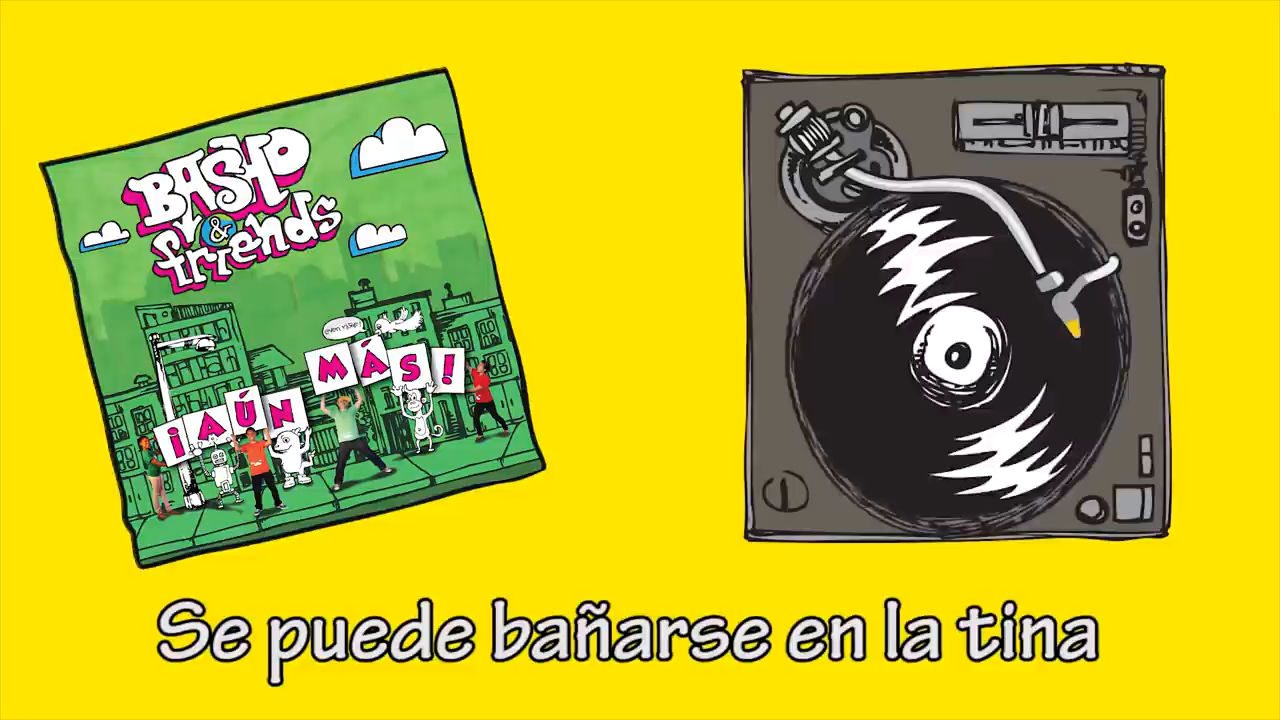 BASHO
&
friends
(even more!)
¡AÚN
MÁS!
Se puede bañarse en la tina